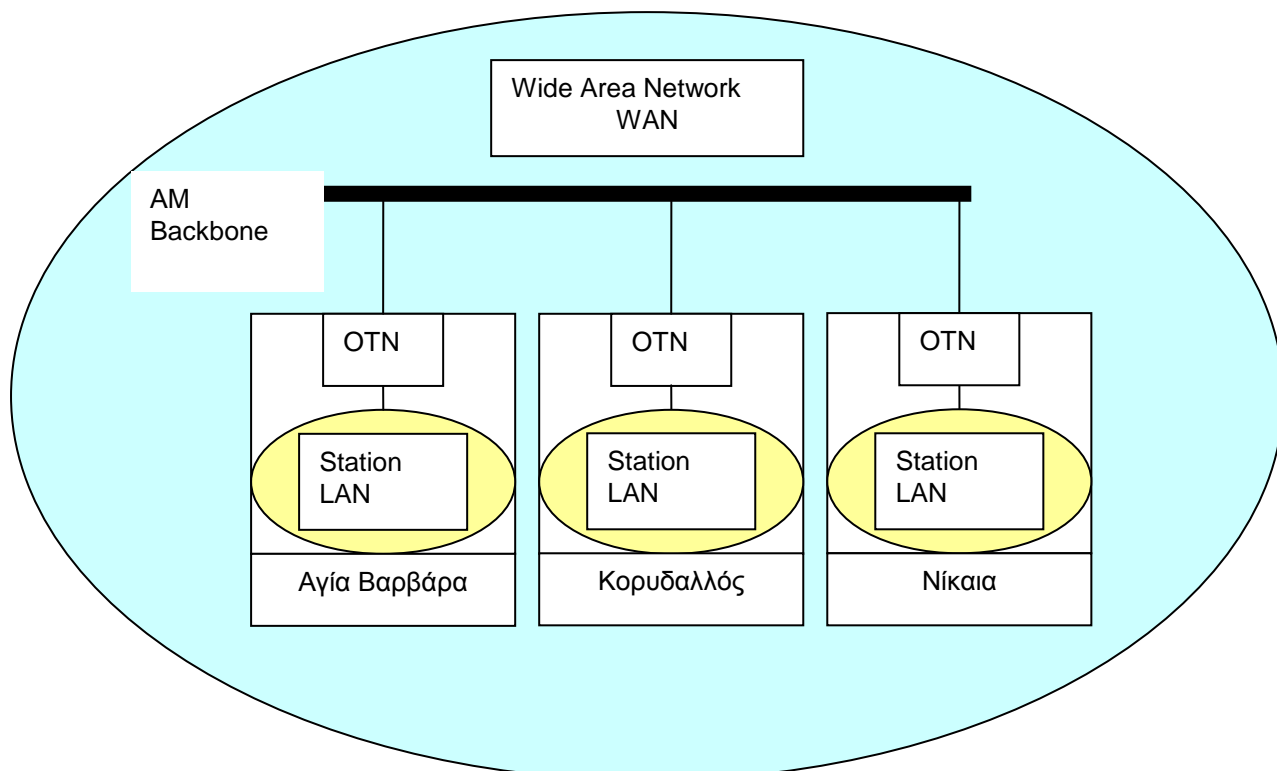 Wide Area Network
WAN
AM
Backbone
OTN
OTN
OTN
Station
LAN
Station
LAN
Station
LAN
Αγία Βαρβάρα
Κορυδαλλός
Νίκαια